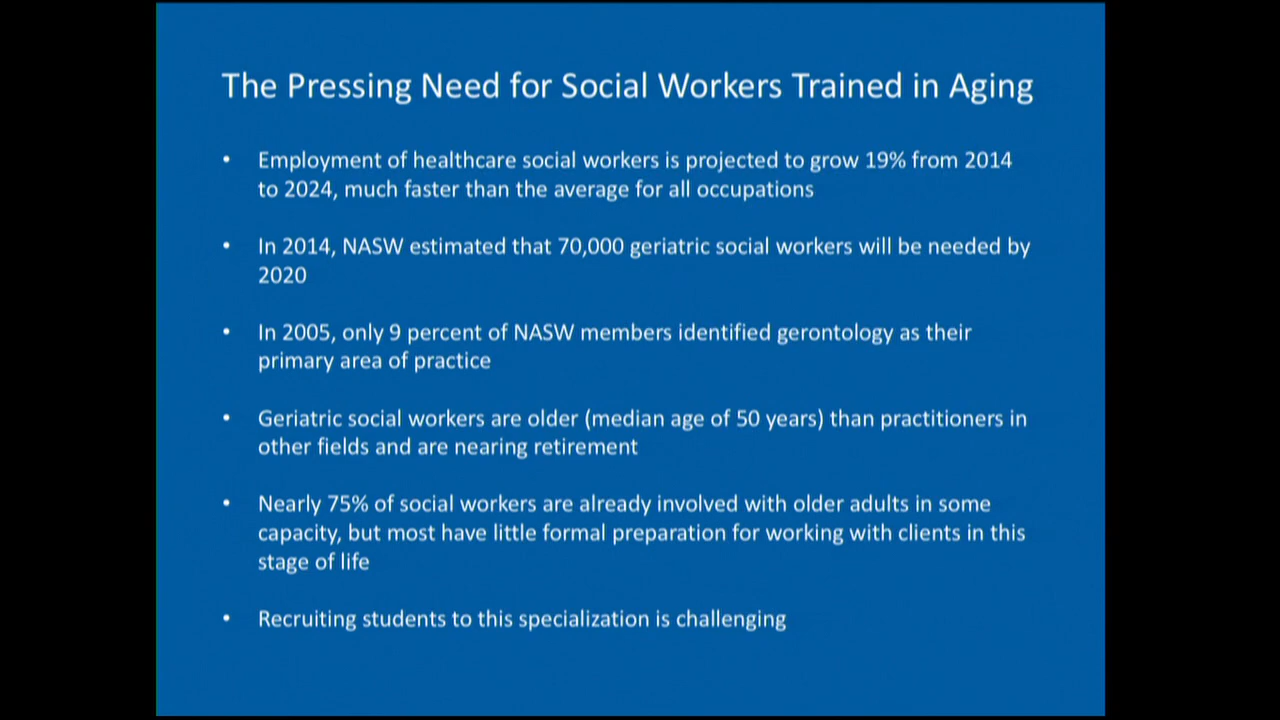 The Pressing Need for Social Workers Trained in Aging
• Employment of healthcare social workers is projected to grow 19% from 2014
to 2024, much faster than the average for all occupations
• In 2014, NASW estimated that 70,000 geriatric social workers will be needed by
2020
• In 2005, only 9 percent of NASW members identified gerontology as their
primary area of practice
• Geriatric social workers are older (median age of 50 years) than practitioners in
other fields and are nearing retirement
• Nearly 75% of social workers are already involved with older adults in some
capacity, but most have little formal preparation for working with clients in this
stage of life
• Recruiting students to this specialization is challenging